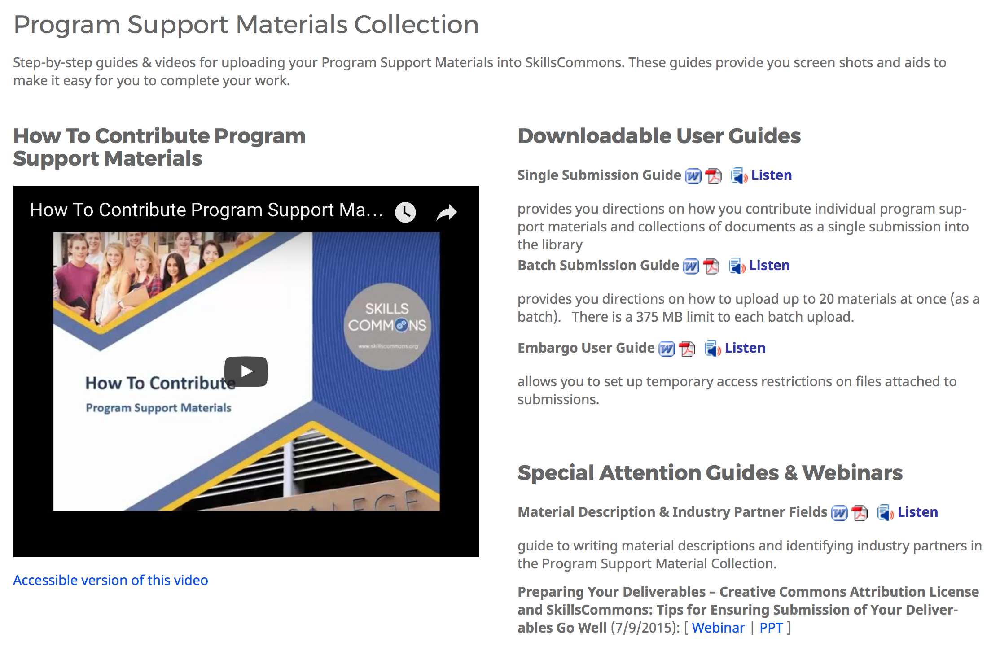 Program Support Materials Collection
Step-by-step guides & videos for uploading your Program Support Materials into SkillsCommons. These guides provide you screen shots and aids to
make it easy for you to complete your work.
How To Contribute Program
Support Materials
How To Contribute Program Support Ma...
SKILLS
COMMONS
www.skillscommons.org
How To Contribute
Program Support Materials
Accessible version of this video
Downloadable User Guides
Single Submission Guide W Listen
provides you directions on how you contribute individual program sup-
port materials and collections of documents as a single submission into
the library
Batch Submission Guide W Listen
provides you directions on how to upload up to 20 materials at once (as a
batch).   There is a 375 MB limit to each batch upload.
Embargo User Guide W Listen
allows you to set up temporary access restrictions on files attached to
submissions.
Special Attention Guides & Webinars
Material Description & Industry Partner Fields W Listen
guide to writing material descriptions and identifying industry partners in
the Program Support Material Collection.
Preparing Your Deliverables – Creative Commons Attribution License
and SkillsCommons: Tips for Ensuring Submission of Your Deliver-
ables Go Well (7/9/2015): [ Webinar | PPT ]